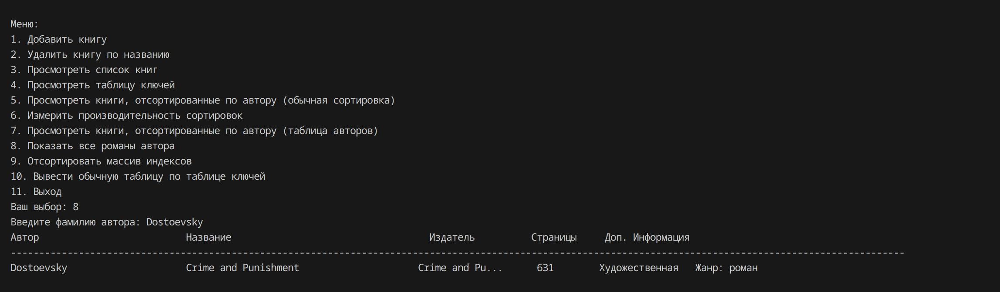 Меню:
1. Добавить книгу
2. Удалить книгу по названию
3. Просмотреть список книг
4. Просмотреть таблицу ключей
5. Просмотреть книги, отсортированные по автору (обычная сортировка)
6. Измерить производительность сортировок
7. Просмотреть книги, отсортированные по автору (таблица авторов)
8. Показать все романы автора
9. Отсортировать массив индексов
10. Вывести обычную таблицу по таблице ключей
11. Выход
Ваш выбор: 8
Введите фамилию автора: Dostoevsky
Автор Название Издатель Страницы Доп. Информация
--------------------------------------------------------------------------------------------------------------------------------------------------------------
Dostoevsky Crime and Punishment Crime and Pu... 631 Художественная Жанр: роман